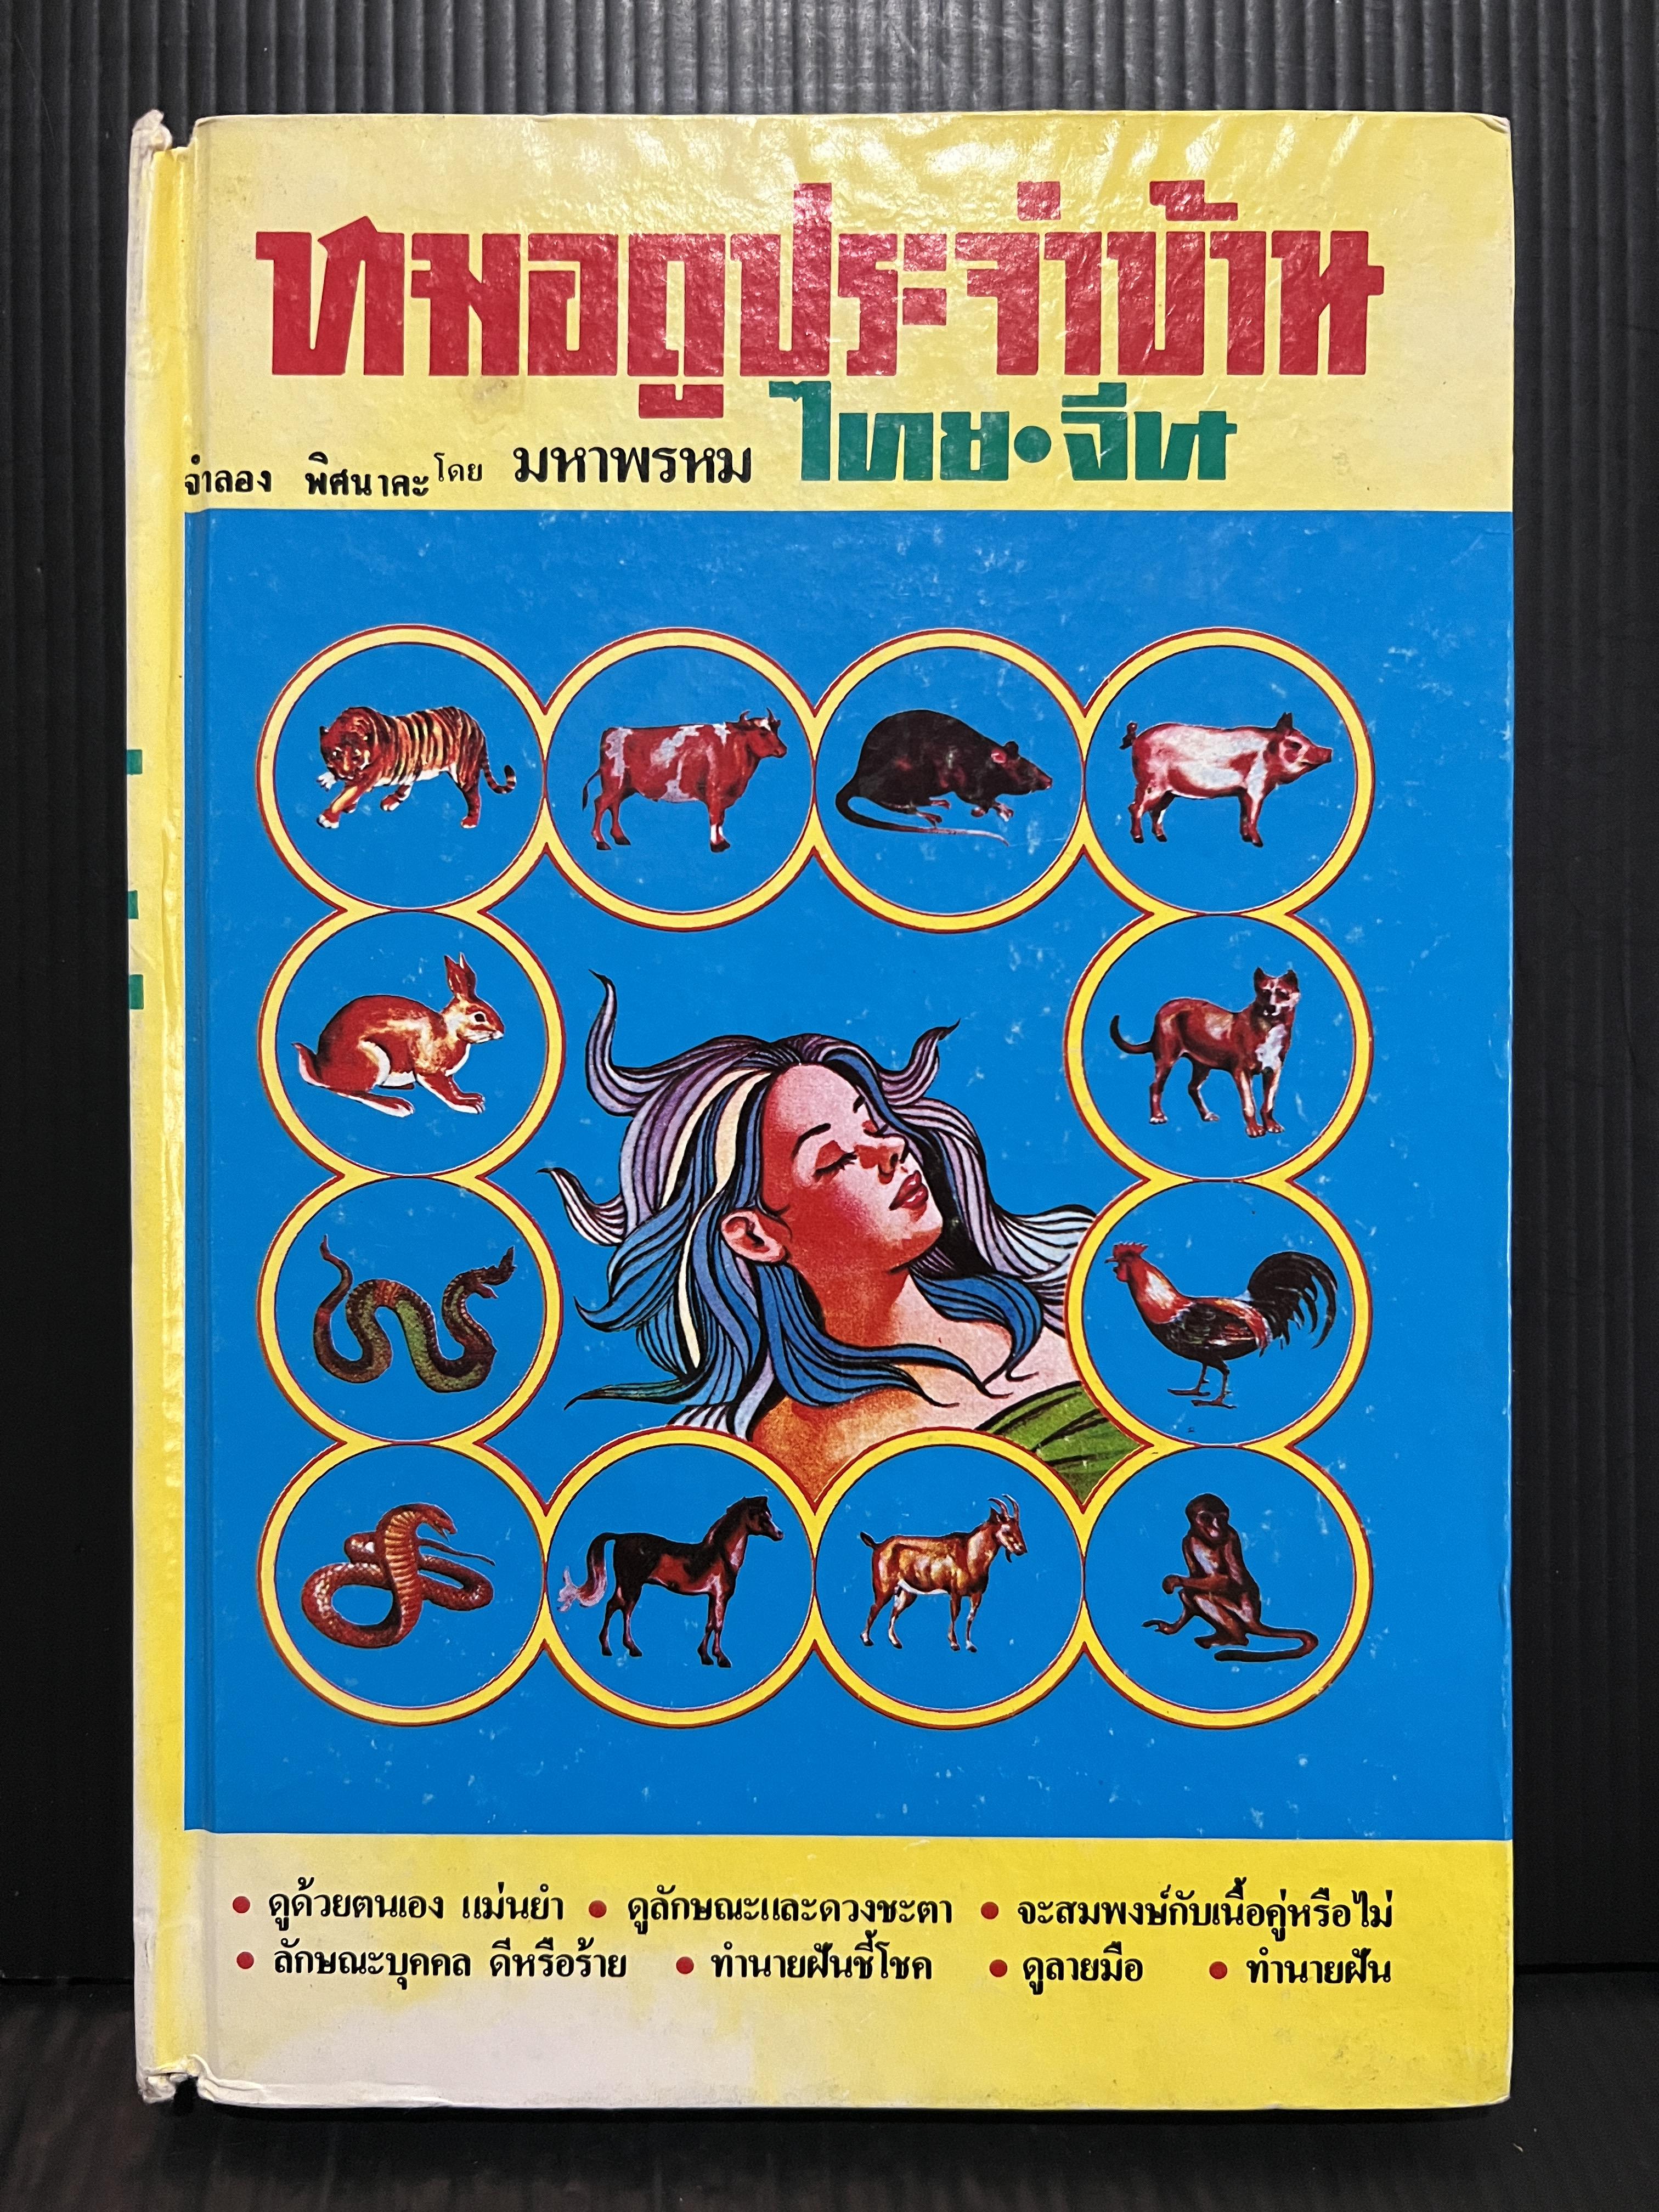 หมอดูประจำบ้าน
ไทย•จีน
จำลอง พิศนาคะ โดย มหาพรหม
• ดูด้วยตนเอง แม่นยำ • ดูลักษณะและดวงชะตา • จะสมพงษ์กับเนื้อคู่หรือไม่
• ลักษณะบุคคล ดีหรือร้าย • ทำนายฝันชี้โชค • ดูลายมือ • ทำนายฝัน